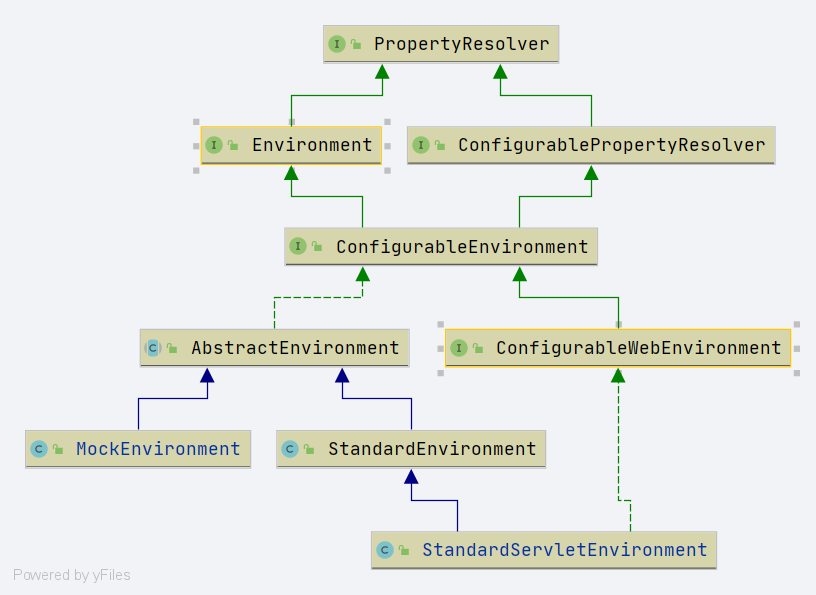 PropertyResolver
Environment
ConfigurablePropertyResolver
ConfigurableEnvironment
AbstractEnvironment
ConfigurableWebEnvironment
MockEnvironment
StandardEnvironment
StandardServletEnvironment
Powered by yFiles